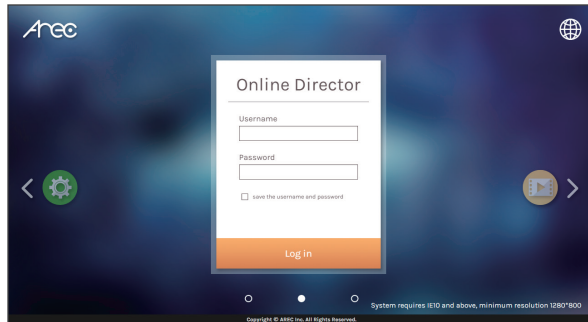 Arec
Online Director
Username
Password
save the username and password
Log in
System requires IE10 and above, minimum resolution 1280*800
Copyright © AREC Inc. All Rights Reserved.